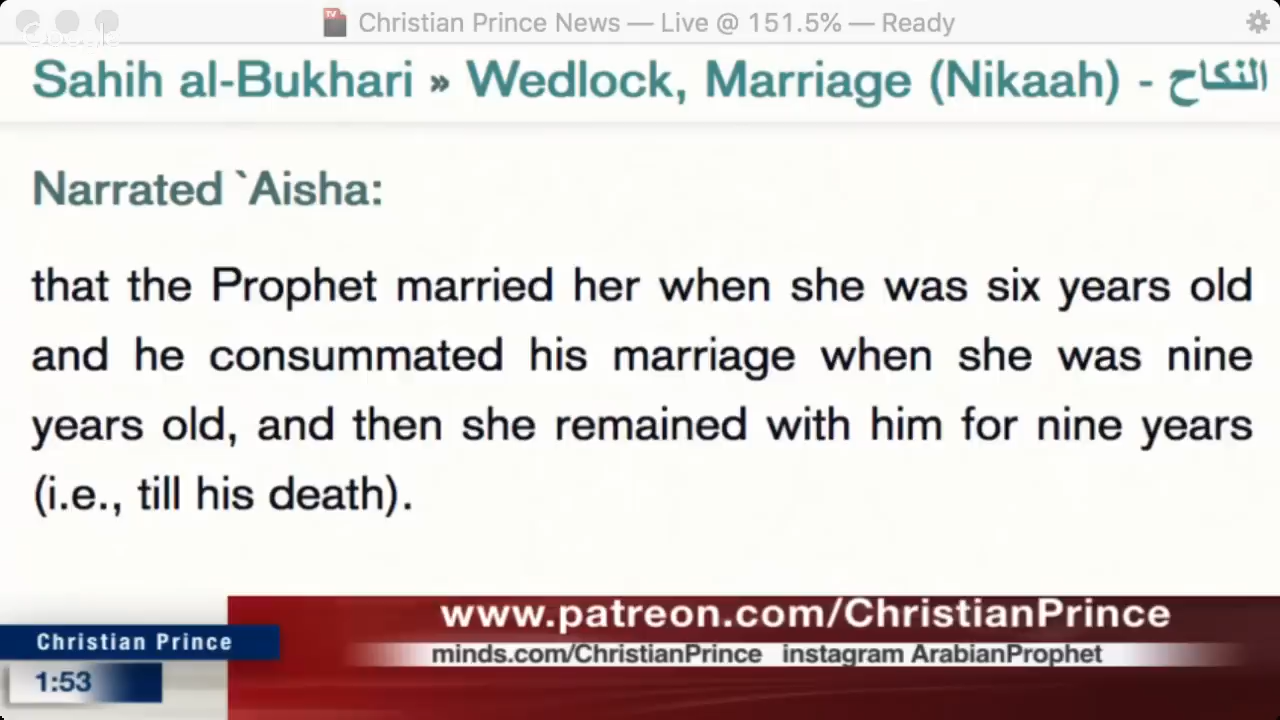 Christian Prince News — Live @ 151.5% — Ready
Google
Sahih al-Bukhari » Wedlock, Marriage (Nikaah) - النكاح
Narrated `Aisha:
that the Prophet married her when she was six years old
and he consummated his marriage when she was nine
years old, and then she remained with him for nine years
(i.e., till his death).
www.patreon.com/ChristianPrince
Christian Prince
minds.com/ChristianPrince instagram ArabianProphet
1:53